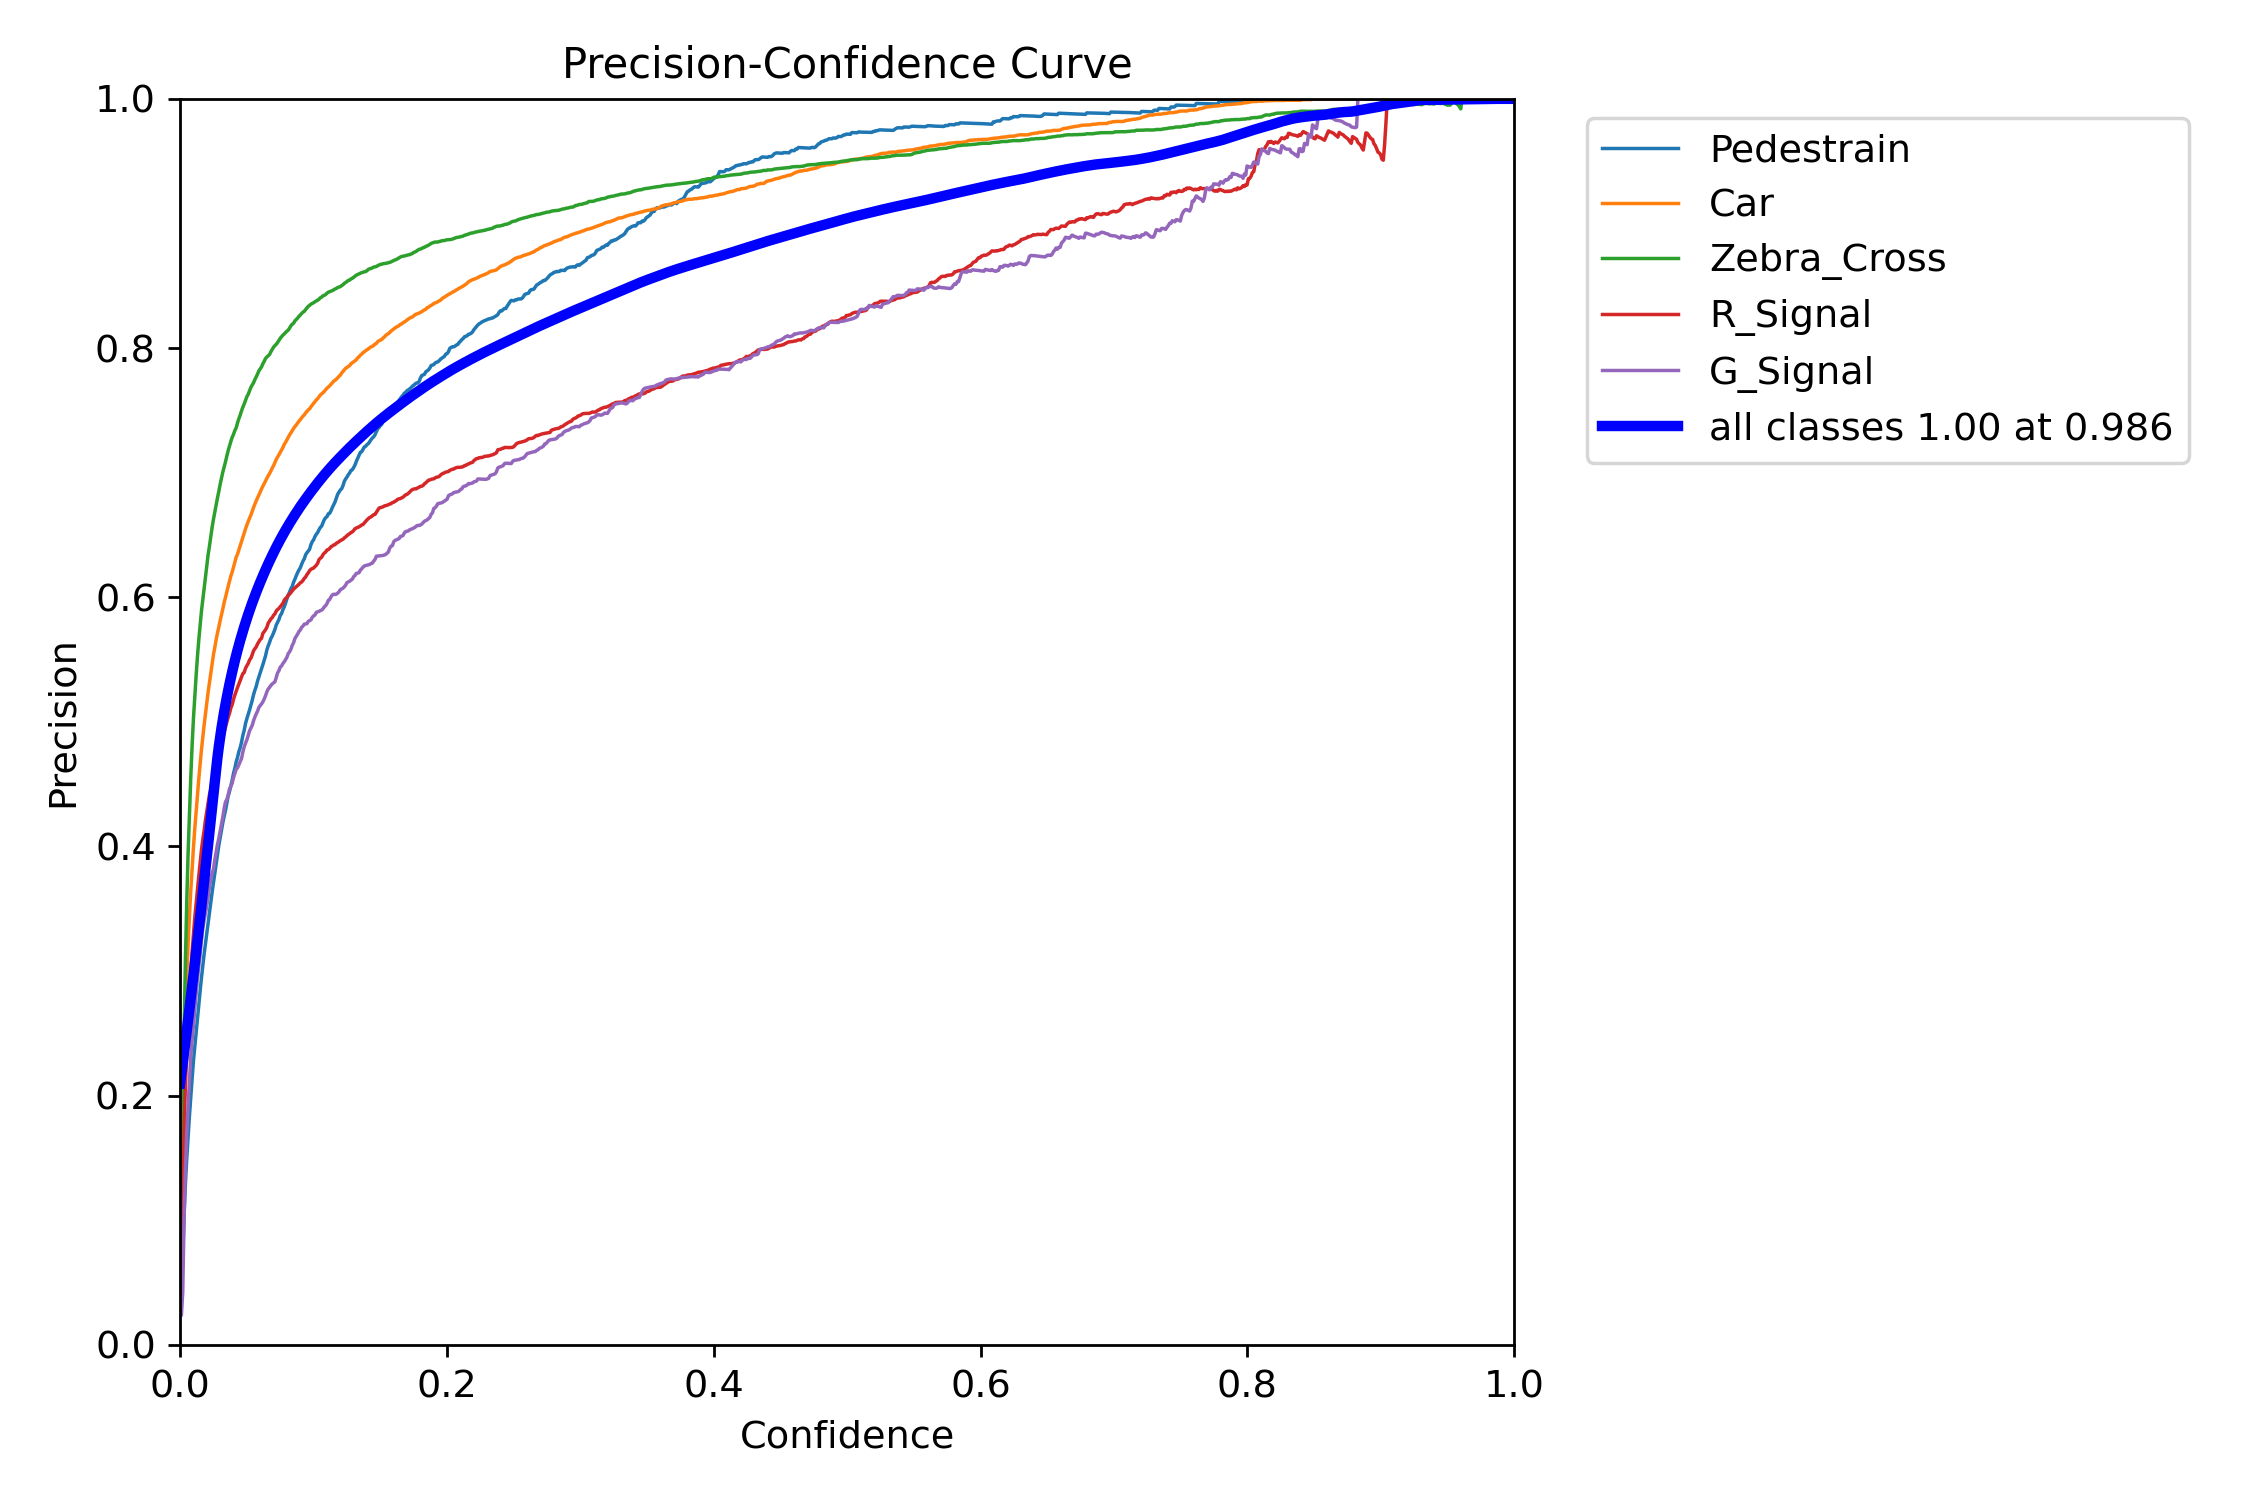 Precision-Confidence Curve
1.0
0.8
0.6
0.4
0.2
0.0
Precision
0.0 0.2 0.4 0.6 0.8 1.0
Confidence
Pedestrain
Car
Zebra_Cross
R_Signal
G_Signal
all classes 1.00 at 0.986